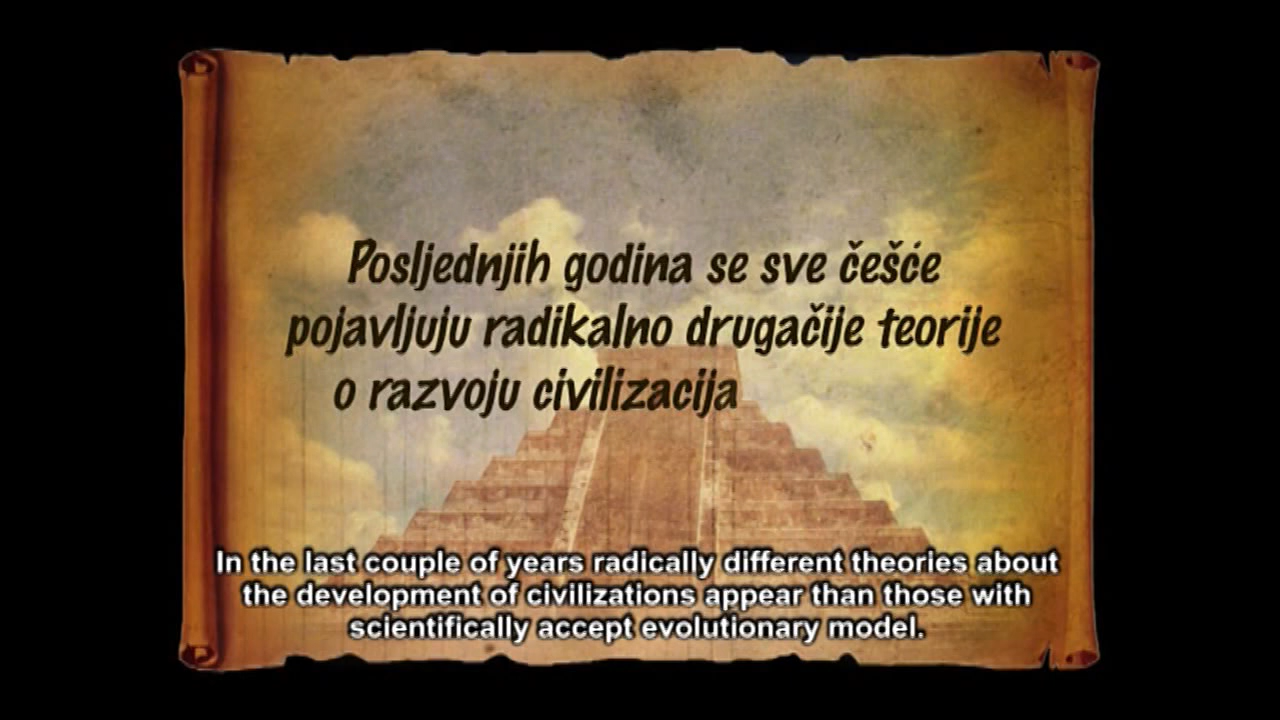 Posljednjih godina se sve češće
pojavljuju radikalno drugačije teorije
o razvoju civilizacija
In the last couple of years radically different theories about
the development of civilizations appear than those with
scientifically accept evolutionary model.